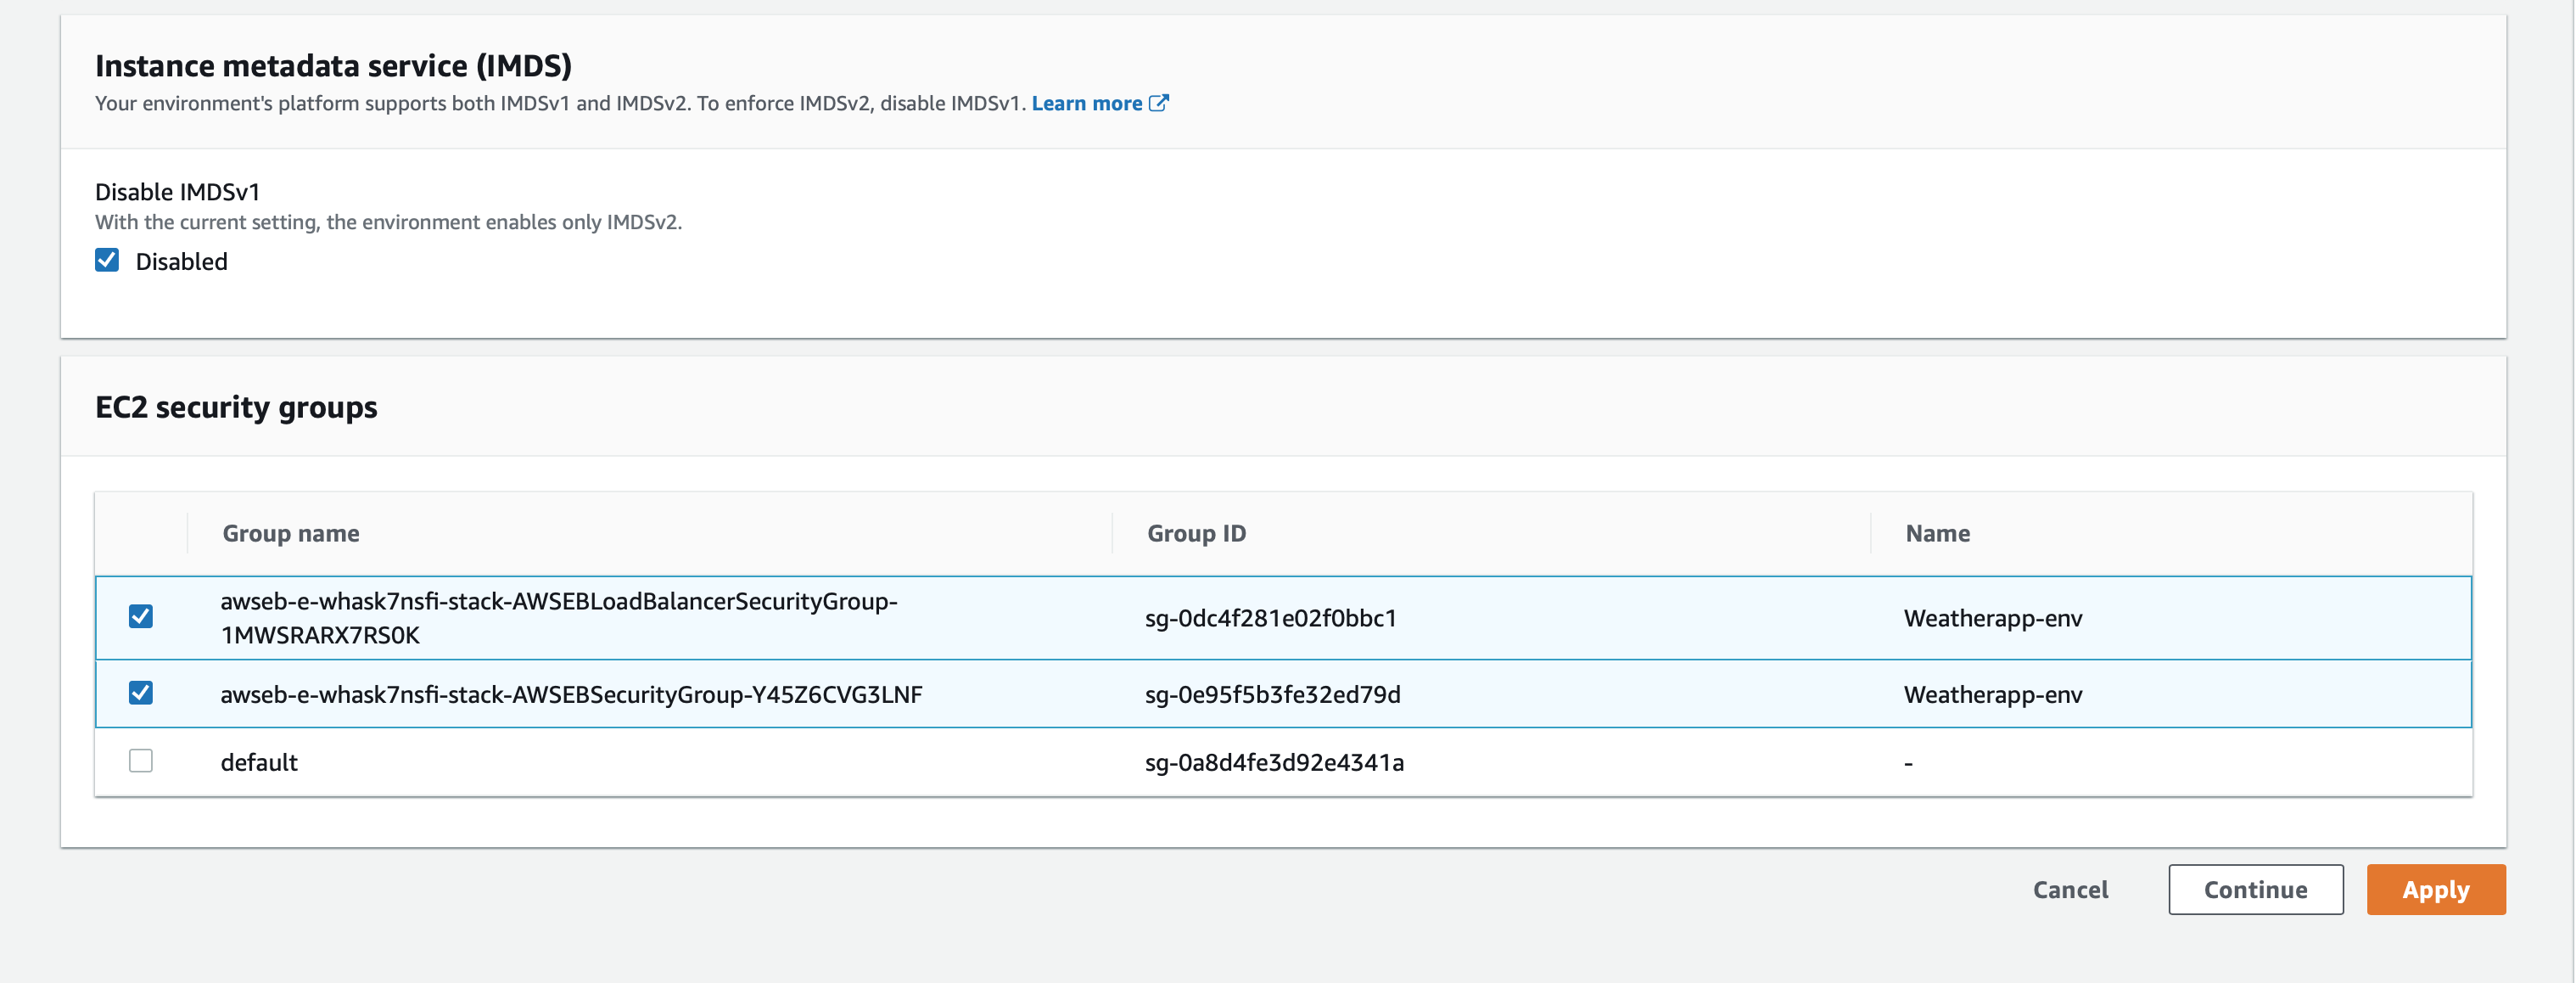 Instance metadata service (IMDS)
Your environment's platform supports both IMDSv1 and IMDSv2. To enforce IMDSv2, disable IMDSv1. Learn more
Disable IMDSv1
With the current setting, the environment enables only IMDSv2.
Disabled
EC2 security groups
Group name Group ID Name
awseb-e-whask7nsfi-stack-AWSEBLoadBalancerSecurityGroup-
1MWSRARX7RS0K sg-0dc4f281e02f0bbc1 Weatherapp-env
awseb-e-whask7nsfi-stack-AWSEBSecurityGroup-Y45Z6CVG3LNF sg-0e95f5b3fe32ed79d Weatherapp-env
default sg-0a8d4fe3d92e4341a -
Cancel Continue Apply